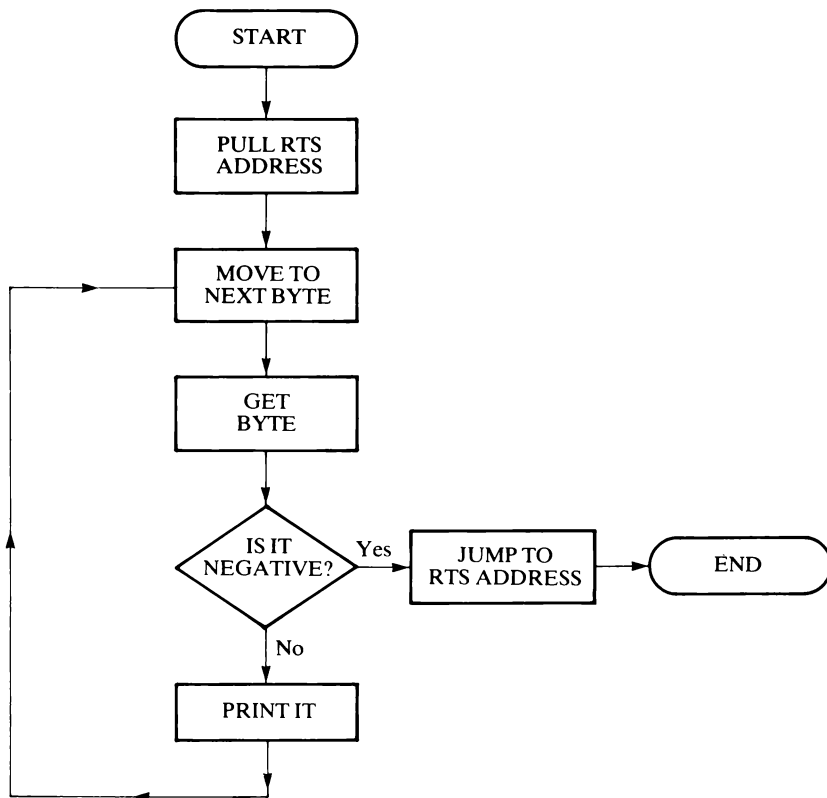 START
PULL RTS
ADDRESS
MOVE TO
NEXT BYTE
GET
BYTE
IS IT
NEGATIVE?
Yes
JUMP TO
RTS ADDRESS
END
No
PRINT IT